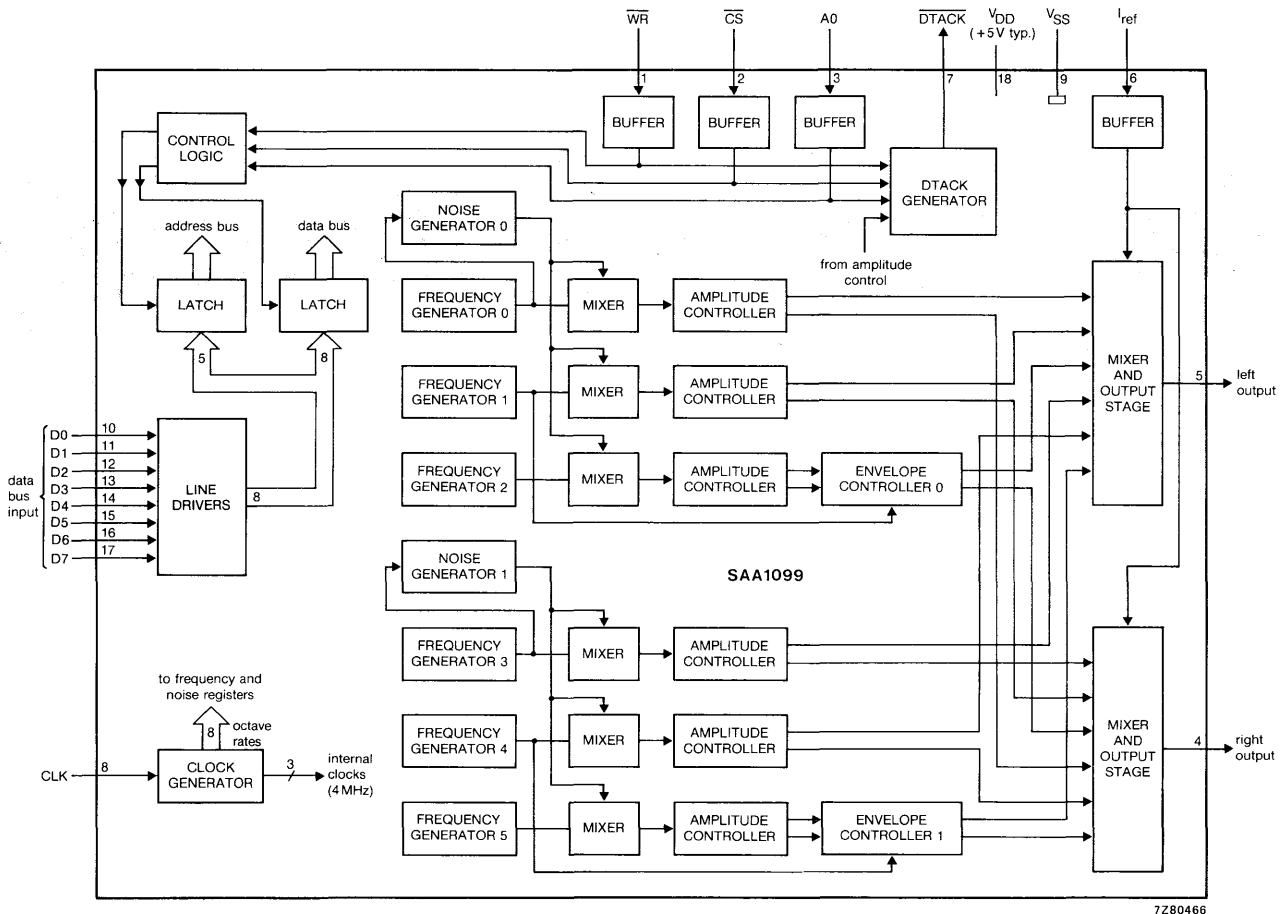 WR
CS
A0
DTACK
VDD
(+5V typ.)
VSS
Iref
1
2
3
7
18
9
6
BUFFER
BUFFER
BUFFER
BUFFER
CONTROL
LOGIC
DTACK
GENERATOR
from amplitude
control
address bus
data bus
LATCH
LATCH
5
8
NOISE
GENERATOR 0
FREQUENCY
GENERATOR 0
MIXER
AMPLITUDE
CONTROLLER
FREQUENCY
GENERATOR 1
MIXER
AMPLITUDE
CONTROLLER
FREQUENCY
GENERATOR 2
MIXER
AMPLITUDE
CONTROLLER
ENVELOPE
CONTROLLER 0
MIXER
AND
OUTPUT
STAGE
5
left
output
data
bus
input
D0
D1
D2
D3
D4
D5
D6
D7
10
11
12
13
14
15
16
17
LINE
DRIVERS
8
SAA1099
NOISE
GENERATOR 1
FREQUENCY
GENERATOR 3
MIXER
AMPLITUDE
CONTROLLER
FREQUENCY
GENERATOR 4
MIXER
AMPLITUDE
CONTROLLER
FREQUENCY
GENERATOR 5
MIXER
AMPLITUDE
CONTROLLER
ENVELOPE
CONTROLLER 1
MIXER
AND
OUTPUT
STAGE
4
right
output
to frequency and
noise registers
8
octave
rates
CLK
8
CLOCK
GENERATOR
3
internal
clocks
(4 MHz)
7Z80466